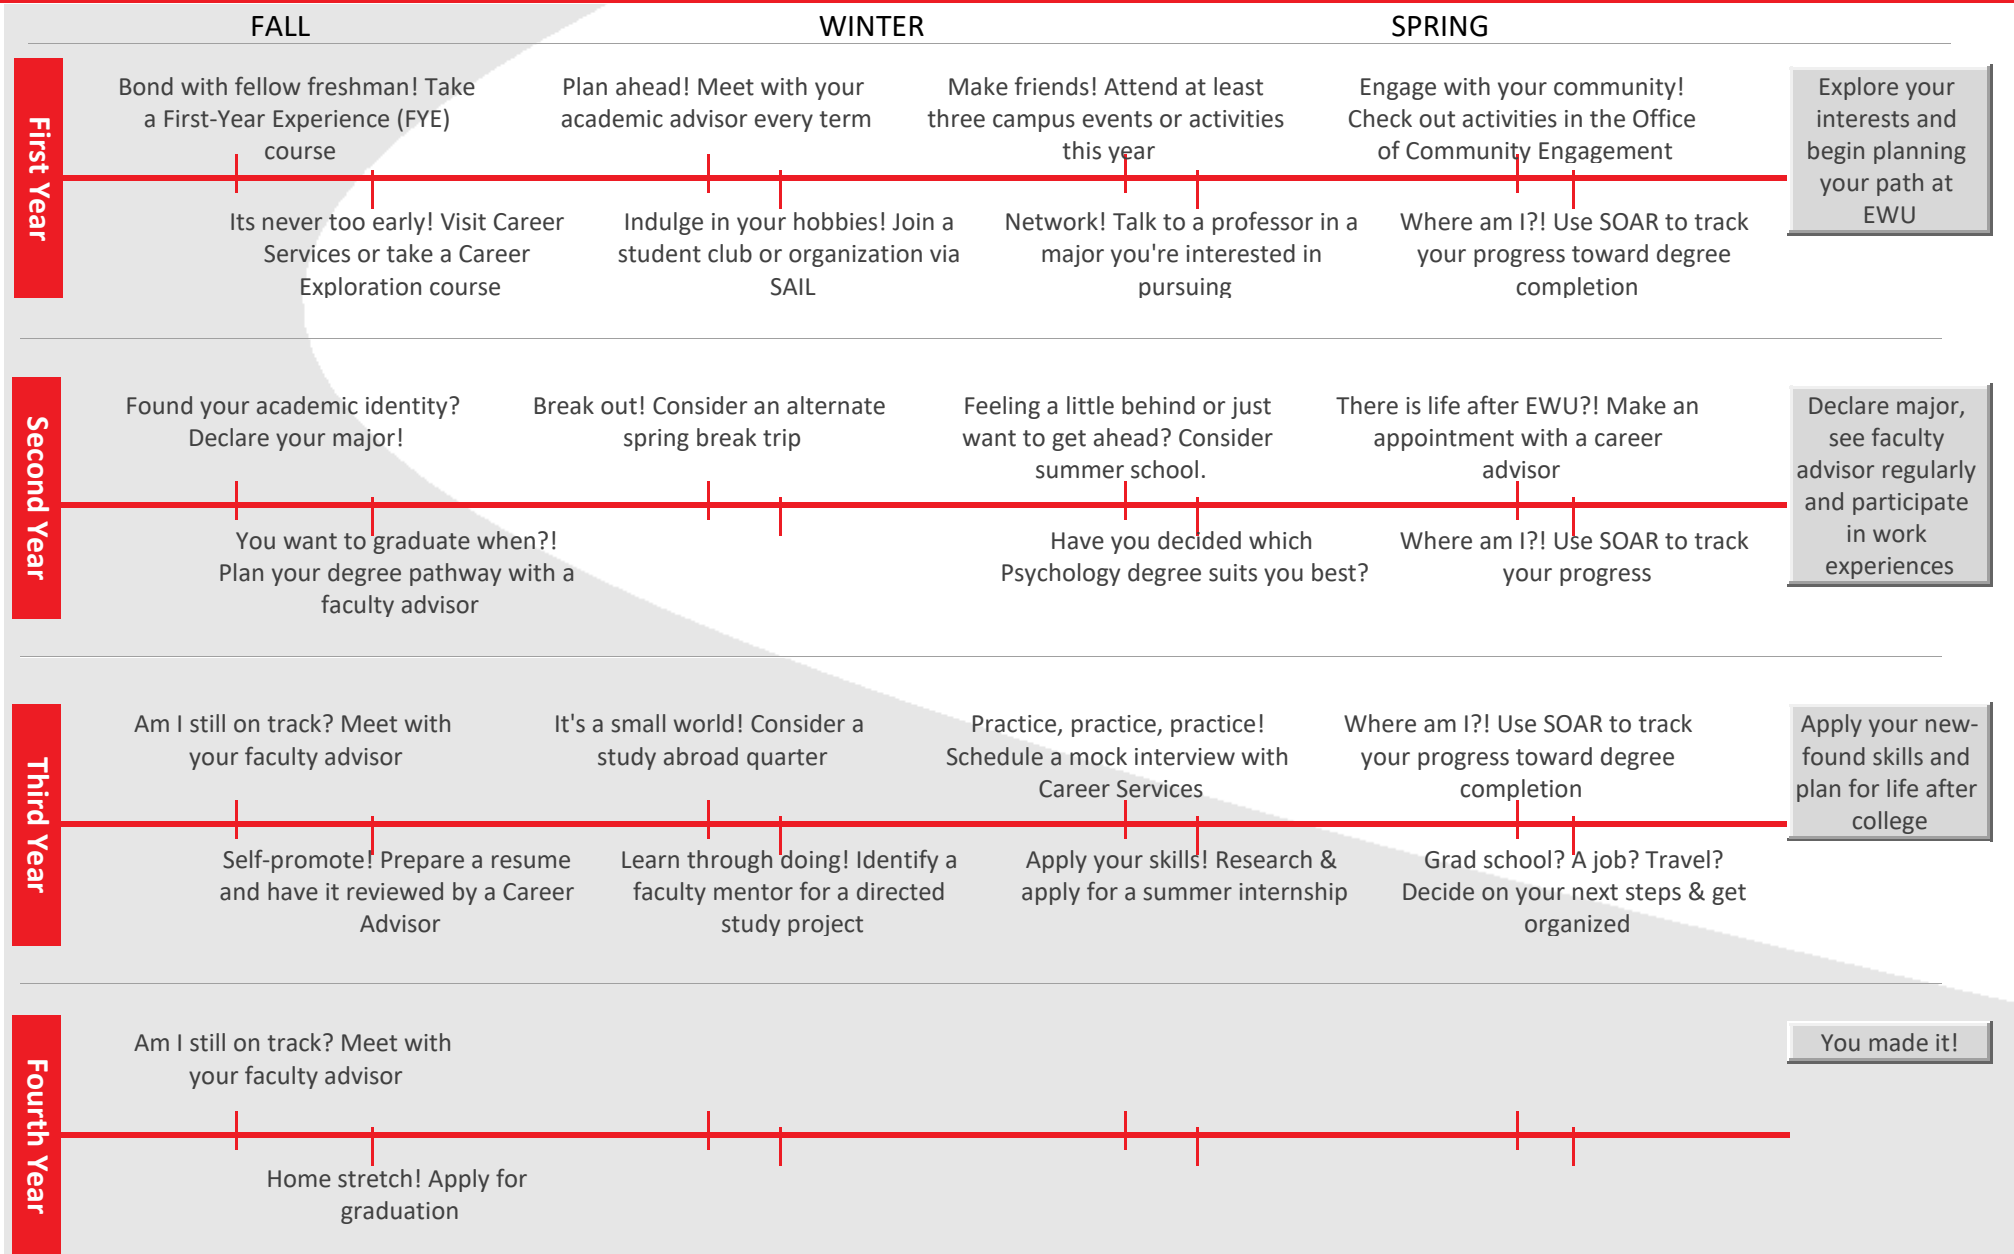 FALL
WINTER
SPRING
First Year
Bond with fellow freshman! Take
a First-Year Experience (FYE)
course
Plan ahead! Meet with your
academic advisor every term
Make friends! Attend at least
three campus events or activities
this year
Engage with your community!
Check out activities in the Office
of Community Engagement
Its never too early! Visit Career
Services or take a Career
Exploration course
Indulge in your hobbies! Join a
student club or organization via
SAIL
Network! Talk to a professor in a
major you're interested in
pursuing
Where am I?! Use SOAR to track
your progress toward degree
completion
Explore your
interests and
begin planning
your path at
EWU
Second Year
Found your academic identity?
Declare your major!
Break out! Consider an alternate
spring break trip
Feeling a little behind or just
want to get ahead? Consider
summer school.
There is life after EWU?! Make an
appointment with a career
advisor
You want to graduate when?!
Plan your degree pathway with a
faculty advisor
Have you decided which
Psychology degree suits you best?
Where am I?! Use SOAR to track
your progress
Declare major,
see faculty
advisor regularly
and participate
in work
experiences
Third Year
Am I still on track? Meet with
your faculty advisor
It's a small world! Consider a
study abroad quarter
Practice, practice, practice!
Schedule a mock interview with
Career Services
Where am I?! Use SOAR to track
your progress toward degree
completion
Self-promote! Prepare a resume
and have it reviewed by a Career
Advisor
Learn through doing! Identify a
faculty mentor for a directed
study project
Apply your skills! Research &
apply for a summer internship
Grad school? A job? Travel?
Decide on your next steps & get
organized
Apply your new-
found skills and
plan for life after
college
Fourth Year
Am I still on track? Meet with
your faculty advisor
Home stretch! Apply for
graduation
You made it!